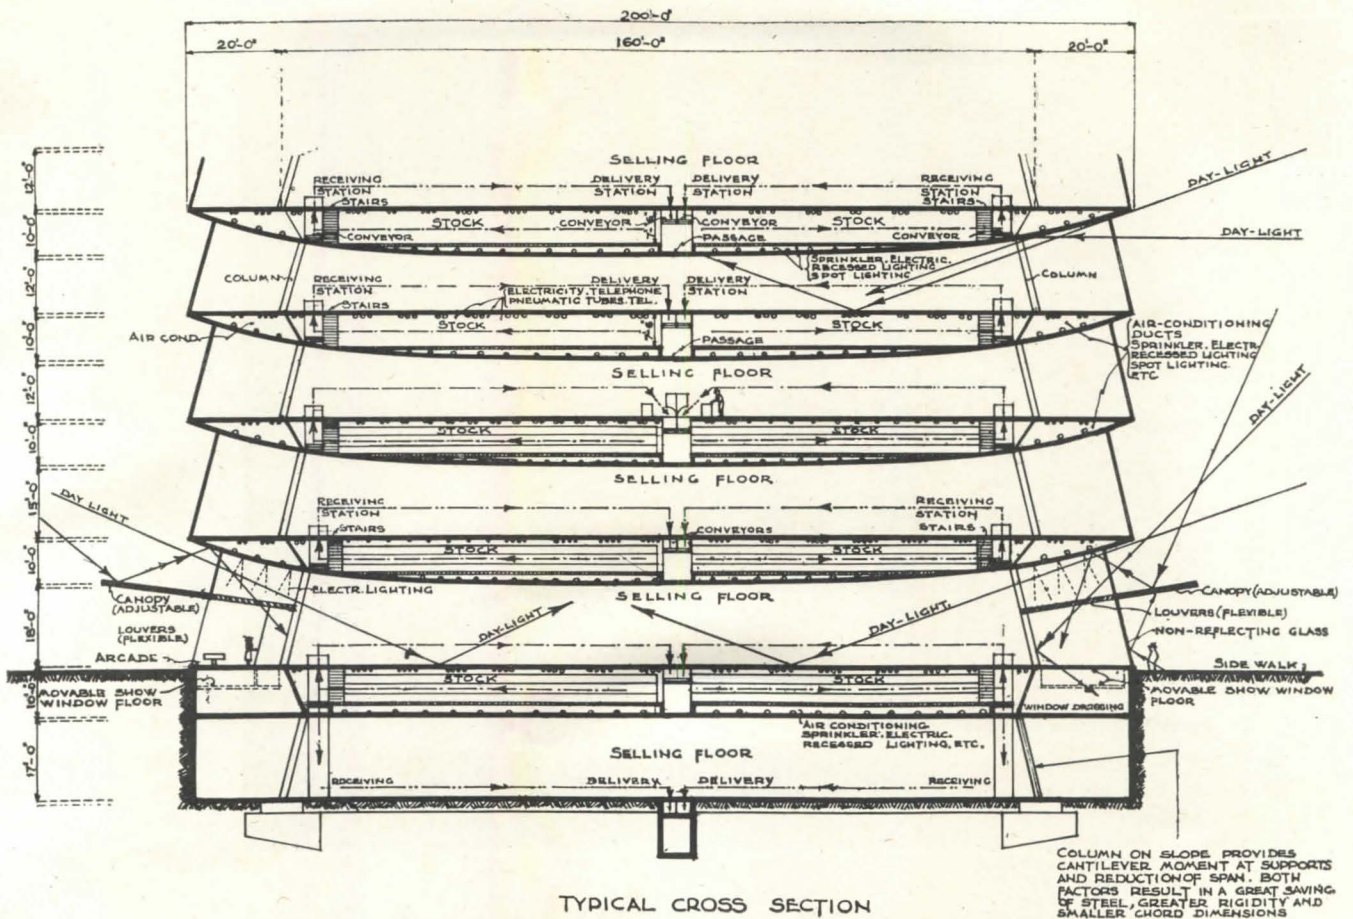 200'-0"
20'-0"
160'-0"
20'-0"
SELLING FLOOR
12'-0"
RECEIVING
STATION
STAIRS
DELIVERY
STATION
DELIVERY
STATION
RECEIVING
STATION
STAIRS
DAY-LIGHT
10'-0"
STOCK
CONVEYOR
CONVEYOR
STOCK
CONVEYOR
PASSAGE
CONVEYOR
DAY-LIGHT
SPRINKLER. ELECTRIC.
RECESSED LIGHTING
SPOT LIGHTING
12'-0"
COLUMN
RECEIVING
STATION
STAIRS
ELECTRICITY. TELEPHONE
PNEUMATIC TUBES. TEL.
DELIVERY
DELIVERY
STATION
RECEIVING
STATION
COLUMN
10'-0"
AIR COND.
STOCK
STOCK
PASSAGE
AIR-CONDITIONING
DUCTS
SPRINKLER. ELECTR.
RECESSED LIGHTING
SPOT LIGHTING.
ETC
SELLING FLOOR
12'-0"
DAY-LIGHT
10'-0"
STOCK
STOCK
SELLING FLOOR
15'-0"
DAY LIGHT
RECEIVING
STATION
STAIRS
CONVEYORS
RECEIVING
STATION
STAIRS
10'-0"
STOCK
STOCK
CANOPY
(ADJUSTABLE)
ELECTR. LIGHTING
SELLING FLOOR
CANOPY (ADJUSTABLE)
18'-0"
LOUVERS
(FLEXIBLE)
DAY-LIGHT
DAY-LIGHT.
LOUVERS (FLEXIBLE)
NON-REFLECTING GLASS
ARCADE
SIDE WALK
10'-0"
MOVABLE SHOW
WINDOW FLOOR
STOCK
STOCK
MOVABLE SHOW WINDOW
FLOOR
WINDOW DRESSING
AIR CONDITIONING
SPRINKLER. ELECTRIC.
RECESSED LIGHTING, ETC.
17'-0"
SELLING FLOOR
RECEIVING
DELIVERY
DELIVERY
RECEIVING
COLUMN ON SLOPE PROVIDES
CANTILEVER MOMENT AT SUPPORTS
AND REDUCTION OF SPAN. BOTH
FACTORS RESULT IN A GREAT SAVING
OF STEEL, GREATER RIGIDITY AND
SMALLER CHORD DIMENSIONS
TYPICAL CROSS SECTION